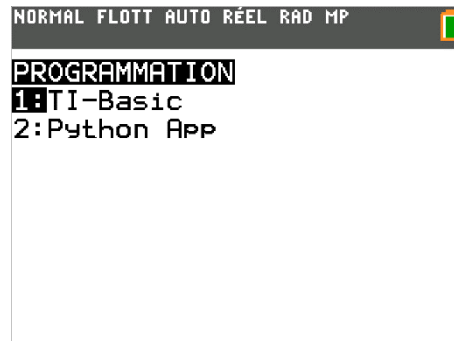 NORMAL FLOTT AUTO RÉEL RAD MP
PROGRAMMATION
1:TI-Basic
2:Python App